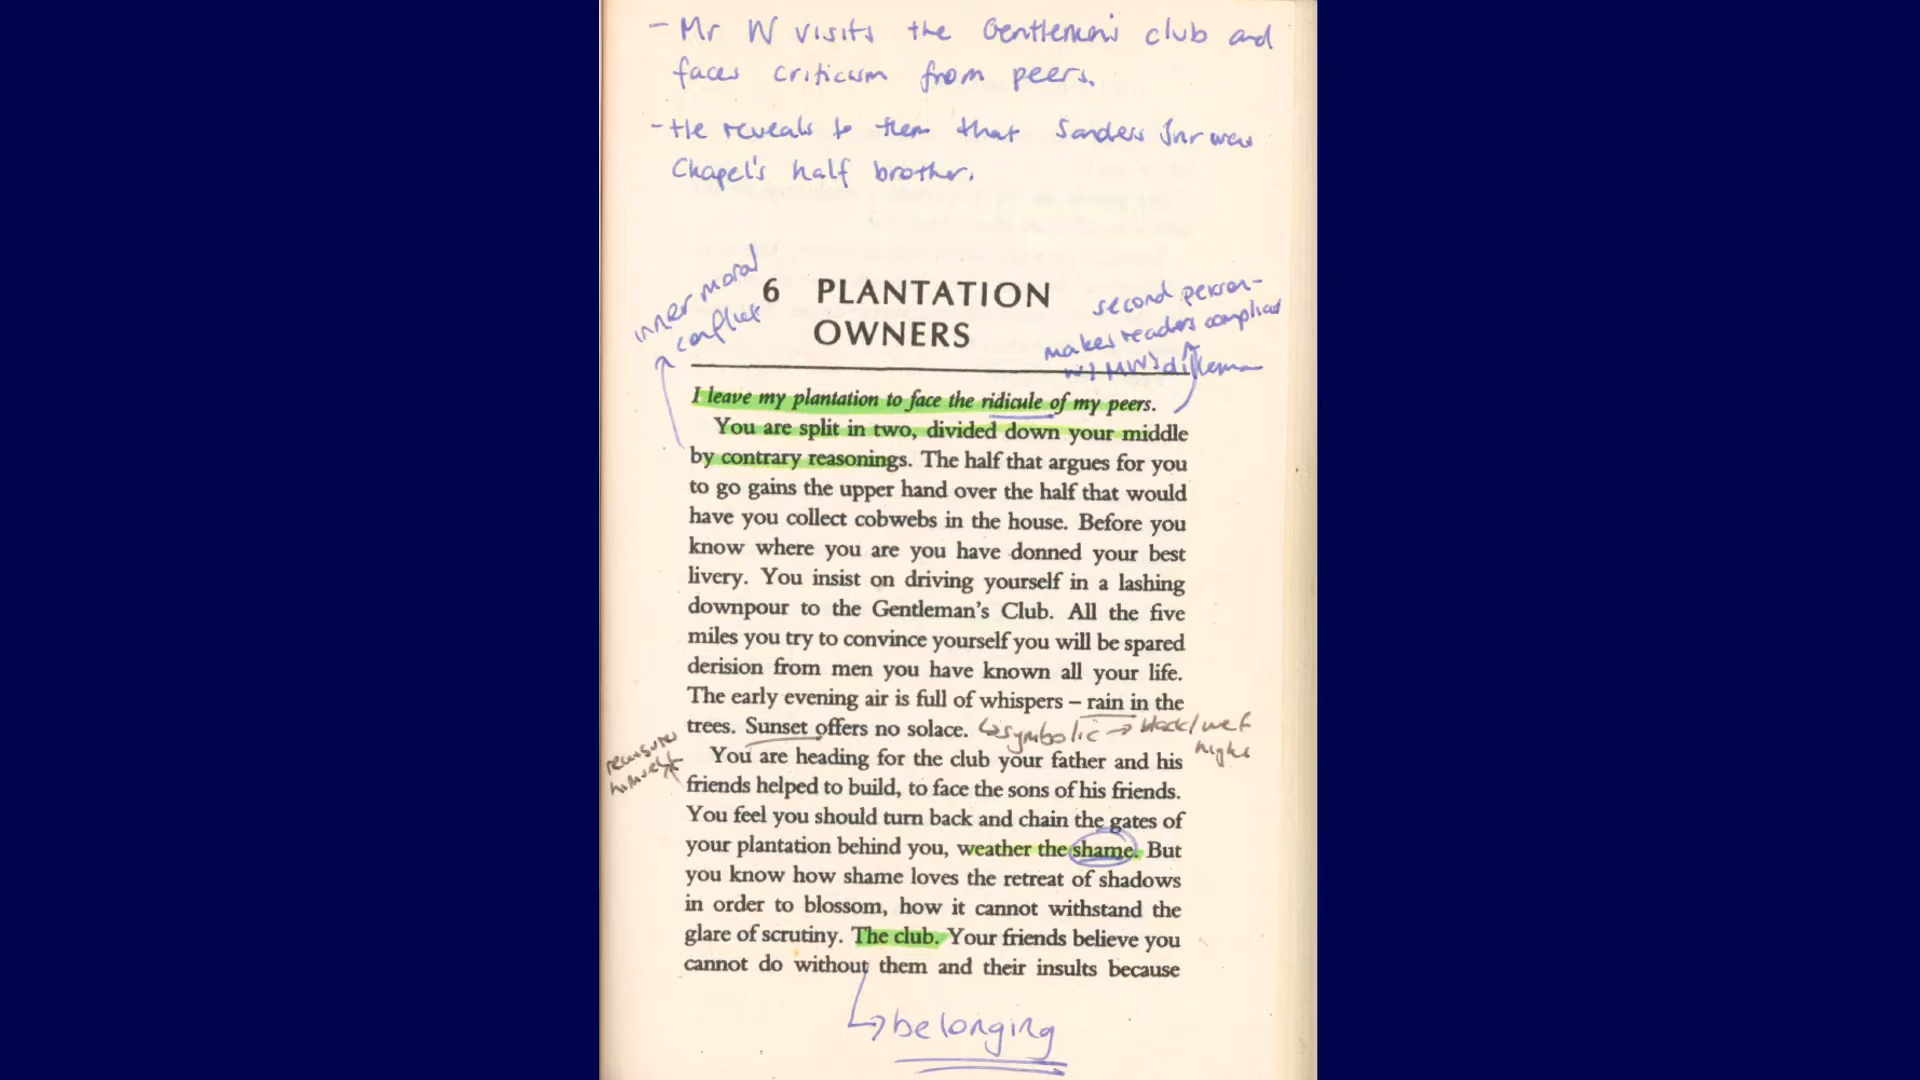 - Mr W visits the Gentleman's club and
faces criticism from peers.
- He reveals to them that Sanders Jnr was
Chapel's half brother.
inner moral
conflict
6 PLANTATION
OWNERS
second person-
makes readers complicit
w/ MW's dilemma
I leave my plantation to face the ridicule of my peers.
You are split in two, divided down your middle
by contrary reasonings. The half that argues for you
to go gains the upper hand over the half that would
have you collect cobwebs in the house. Before you
know where you are you have donned your best
livery. You insist on driving yourself in a lashing
downpour to the Gentleman's Club. All the five
miles you try to convince yourself you will be spared
derision from men you have known all your life.
The early evening air is full of whispers – rain in the
trees. Sunset offers no solace.
↳symbolic →
You are heading for the club your father and his
friends helped to build, to face the sons of his friends.
You feel you should turn back and chain the gates of
your plantation behind you, weather the shame. But
you know how shame loves the retreat of shadows
in order to blossom, how it cannot withstand the
glare of scrutiny. The club. Your friends believe you
cannot do without them and their insults because
↳ belonging